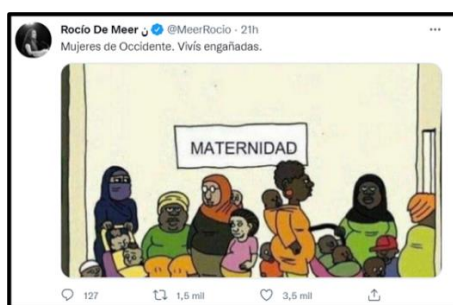 Rocío De Meer ن @MeerRocio · 21h
Mujeres de Occidente. Vivís engañadas.
MATERNIDAD
127 1,5 mil 3,5 mil